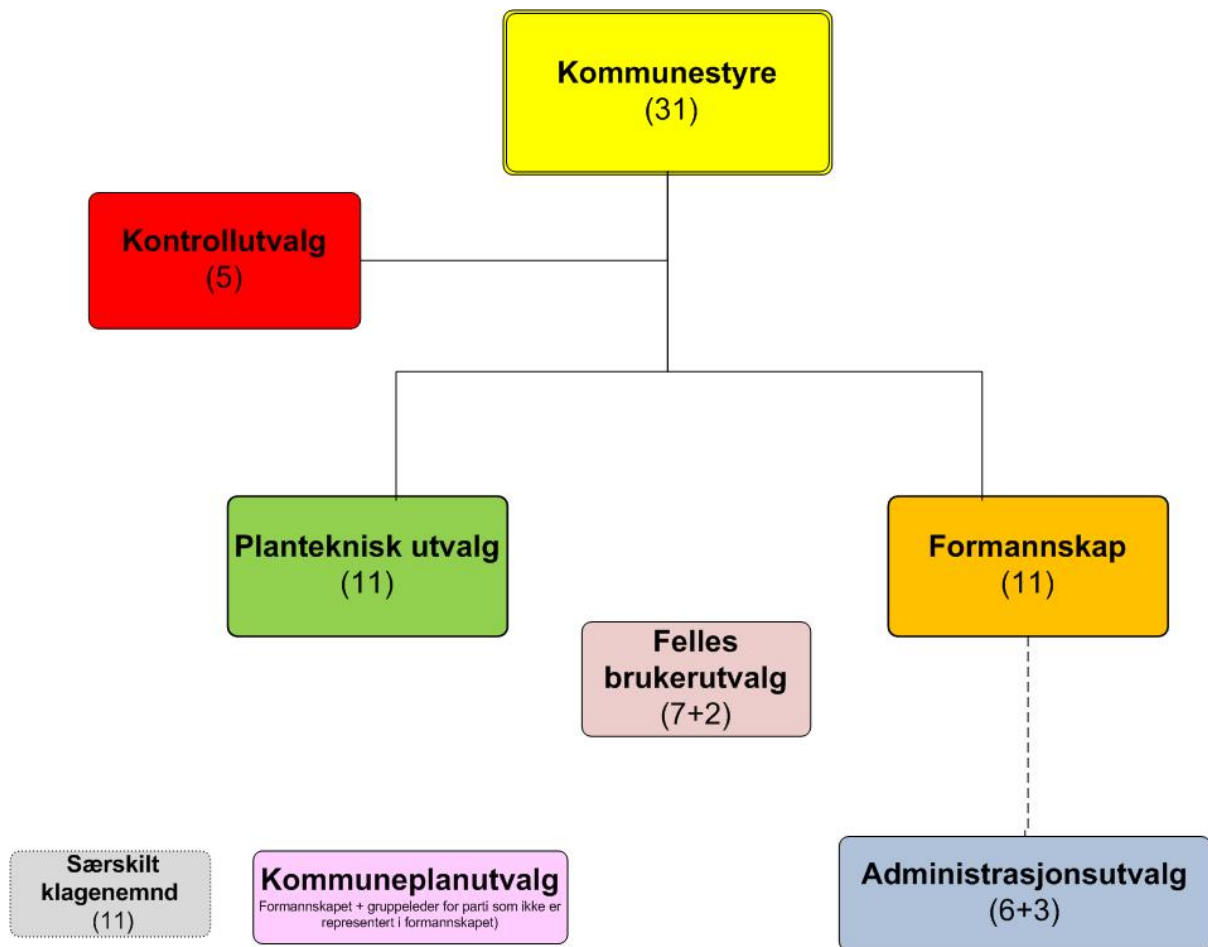 Kommunestyre
(31)
Kontrollutvalg
(5)
Planteknisk utvalg
(11)
Formannskap
(11)
Felles
brukerutvalg
(7+2)
Særskilt
klagenemnd
(11)
Kommuneplanutvalg
Formannskapet + gruppeleder for parti som ikke er
representert i formannskapet)
Administrasjonsutvalg
(6+3)